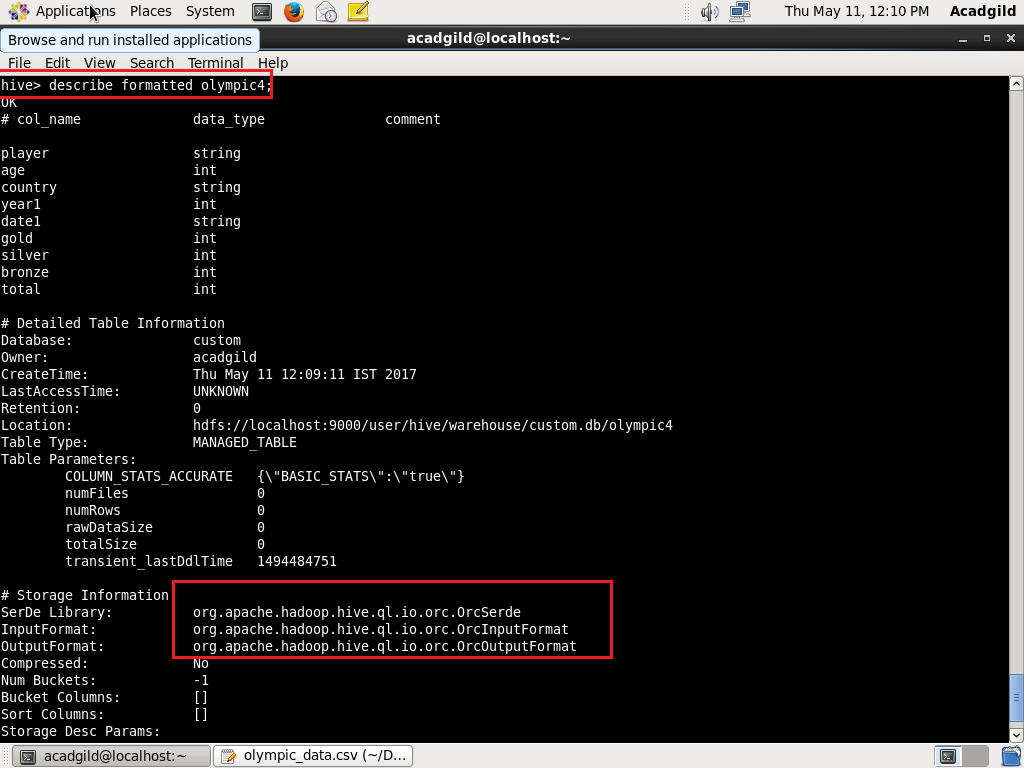 Applications Places System Thu May 11, 12:10 PM Acadgild
Browse and run installed applications
acadgild@localhost:~
File Edit View Search Terminal Help
hive> describe formatted olympic4;
OK
# col_name data_type comment
player string
age int
country string
year1 int
date1 string
gold int
silver int
bronze int
total int
# Detailed Table Information
Database: custom
Owner: acadgild
CreateTime: Thu May 11 12:09:11 IST 2017
LastAccessTime: UNKNOWN
Retention: 0
Location: hdfs://localhost:9000/user/hive/warehouse/custom.db/olympic4
Table Type: MANAGED_TABLE
Table Parameters:
COLUMN_STATS_ACCURATE {\"BASIC_STATS\":\"true\"}
numFiles 0
numRows 0
rawDataSize 0
totalSize 0
transient_lastDdlTime 1494484751
# Storage Information
SerDe Library: org.apache.hadoop.hive.ql.io.orc.OrcSerde
InputFormat: org.apache.hadoop.hive.ql.io.orc.OrcInputFormat
OutputFormat: org.apache.hadoop.hive.ql.io.orc.OrcOutputFormat
Compressed: No
Num Buckets: -1
Bucket Columns: []
Sort Columns: []
Storage Desc Params:
acadgild@localhost:~ olympic_data.csv (~/D...